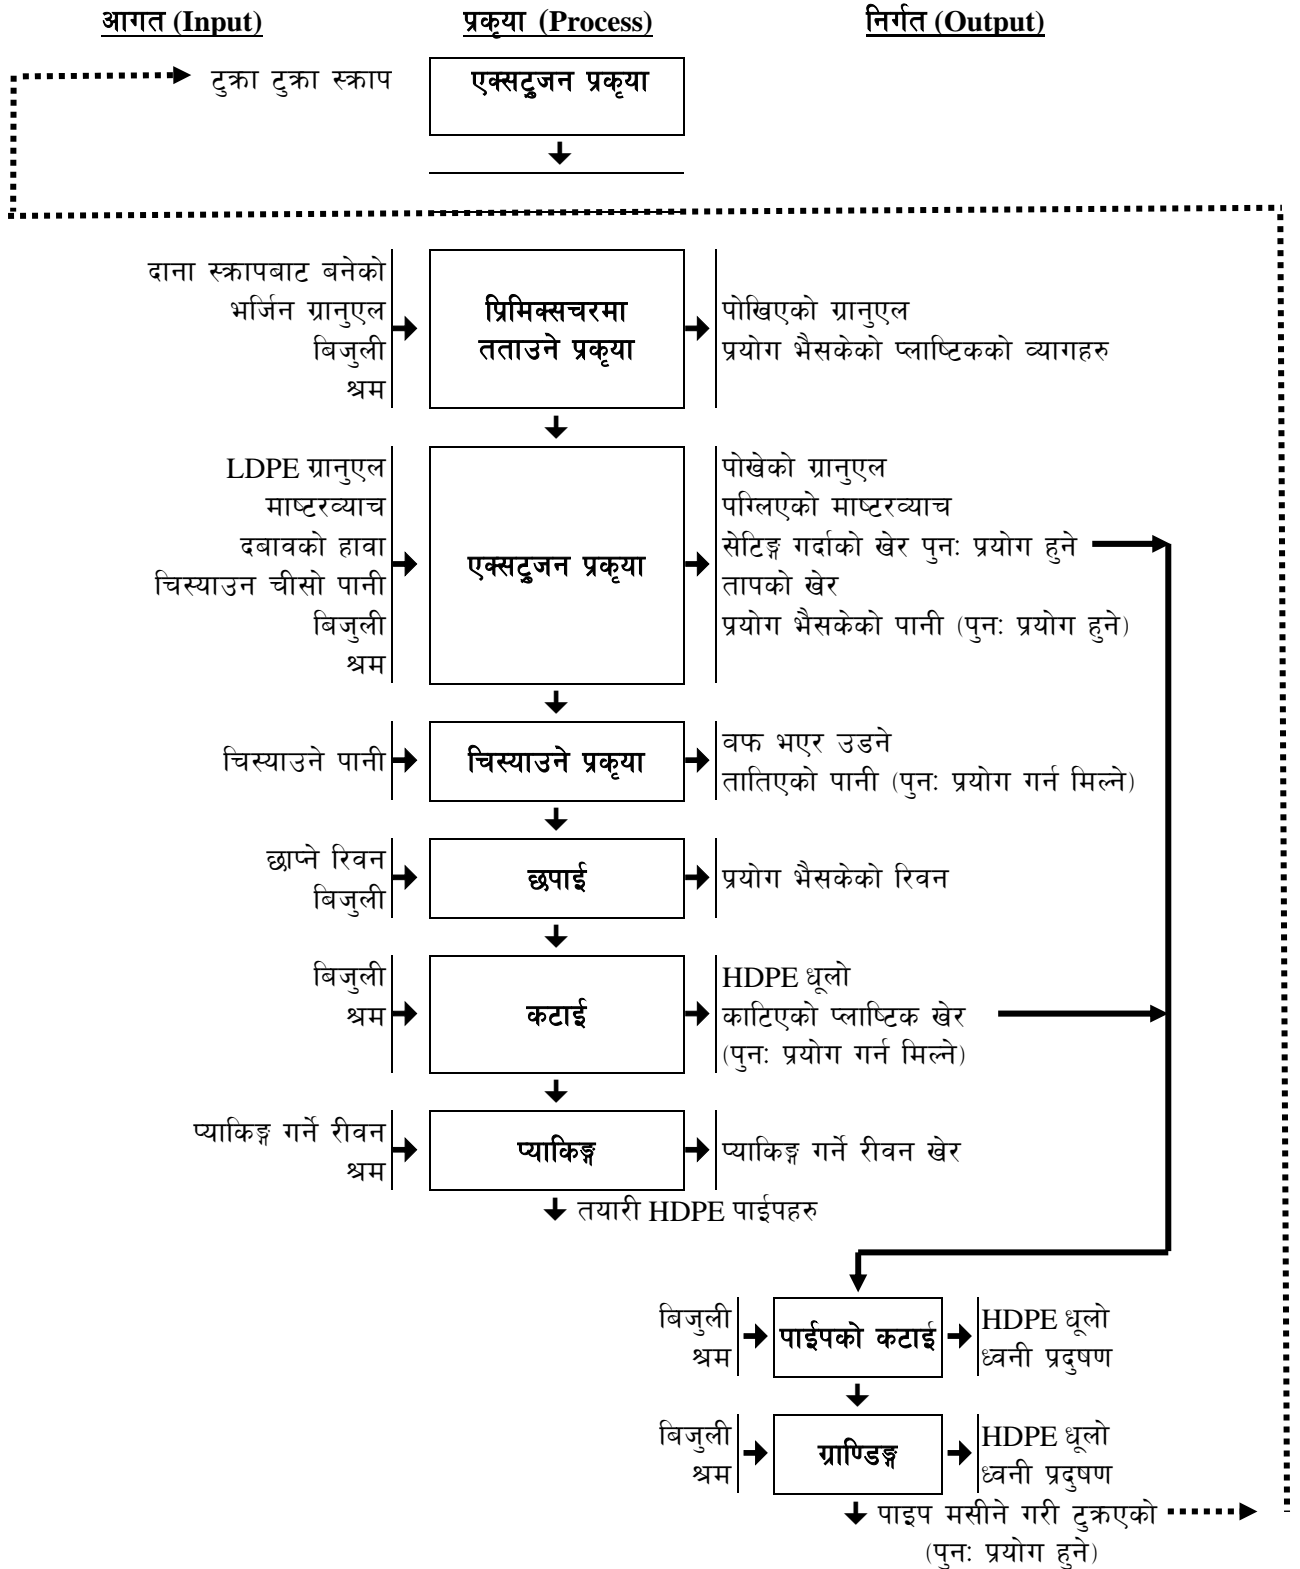 आगत (Input)
प्रकृया (Process)
निर्गत (Output)
टुक्रा टुक्रा स्क्राप
एक्सट्रुजन प्रकृया
दाना स्क्रापबाट बनेको
भर्जिन ग्रानुएल
बिजुली
श्रम
प्रिमिक्सचरमा
तताउने प्रकृया
पोखिएको ग्रानुएल
प्रयोग भैसकेको प्लाष्टिकको व्यागहरु
LDPE ग्रानुएल
माष्टरव्याच
दबावको हावा
चिस्याउन चीसो पानी
बिजुली
श्रम
एक्सट्रुजन प्रकृया
पोखेको ग्रानुएल
पग्लिएको माष्टरव्याच
सेटिङ्ग गर्दाको खेर पुनः प्रयोग हुने
तापको खेर
प्रयोग भैसकेको पानी (पुनः प्रयोग हुने)
चिस्याउने पानी
चिस्याउने प्रकृया
वफ भएर उडने
तातिएको पानी (पुनः प्रयोग गर्न मिल्ने)
छाप्ने रिवन
बिजुली
छपाई
प्रयोग भैसकेको रिवन
बिजुली
श्रम
कटाई
HDPE धूलो
काटिएको प्लाष्टिक खेर
(पुनः प्रयोग गर्न मिल्ने)
प्याकिङ्ग गर्ने रीवन
श्रम
प्याकिङ्ग
प्याकिङ्ग गर्ने रीवन खेर
तयारी HDPE पाईपहरु
बिजुली
श्रम
पाईपको कटाई
HDPE धूलो
ध्वनी प्रदुषण
बिजुली
श्रम
ग्राण्डिङ्ग
HDPE धूलो
ध्वनी प्रदुषण
पाइप मसीने गरी टुक्रएको
(पुनः प्रयोग हुने)